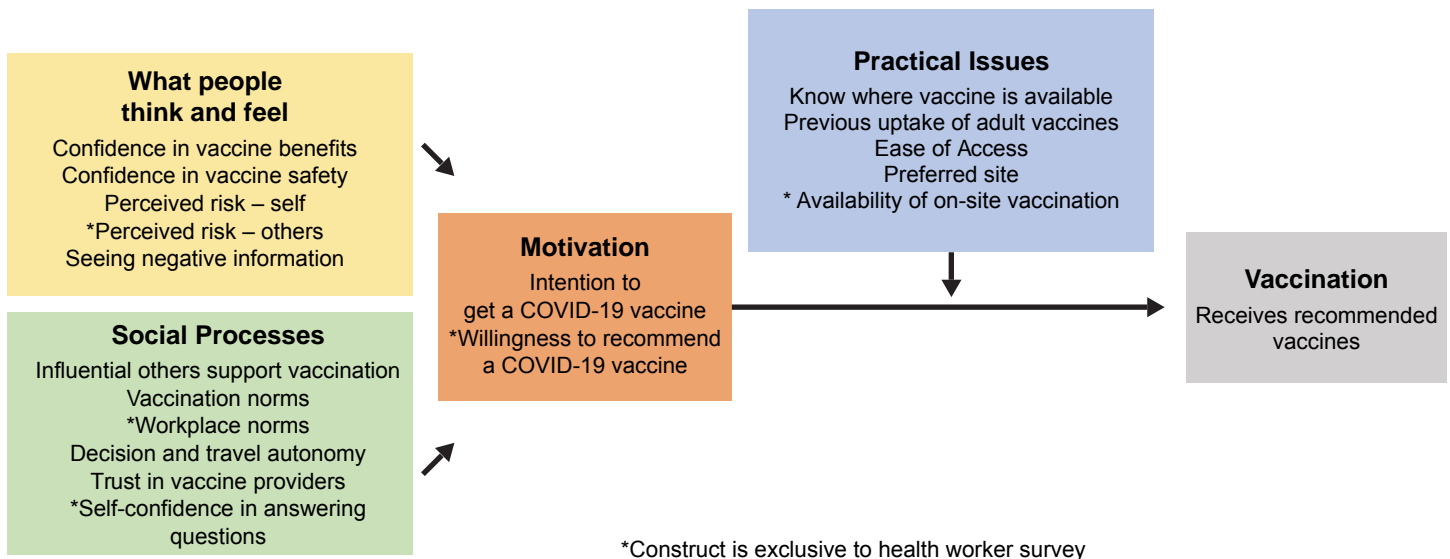 What people
think and feel
Confidence in vaccine benefits
Confidence in vaccine safety
Perceived risk – self
*Perceived risk – others
Seeing negative information
Social Processes
Influential others support vaccination
Vaccination norms
*Workplace norms
Decision and travel autonomy
Trust in vaccine providers
*Self-confidence in answering
questions
Motivation
Intention to
get a COVID-19 vaccine
*Willingness to recommend
a COVID-19 vaccine
Practical Issues
Know where vaccine is available
Previous uptake of adult vaccines
Ease of Access
Preferred site
* Availability of on-site vaccination
Vaccination
Receives recommended
vaccines
*Construct is exclusive to health worker survey